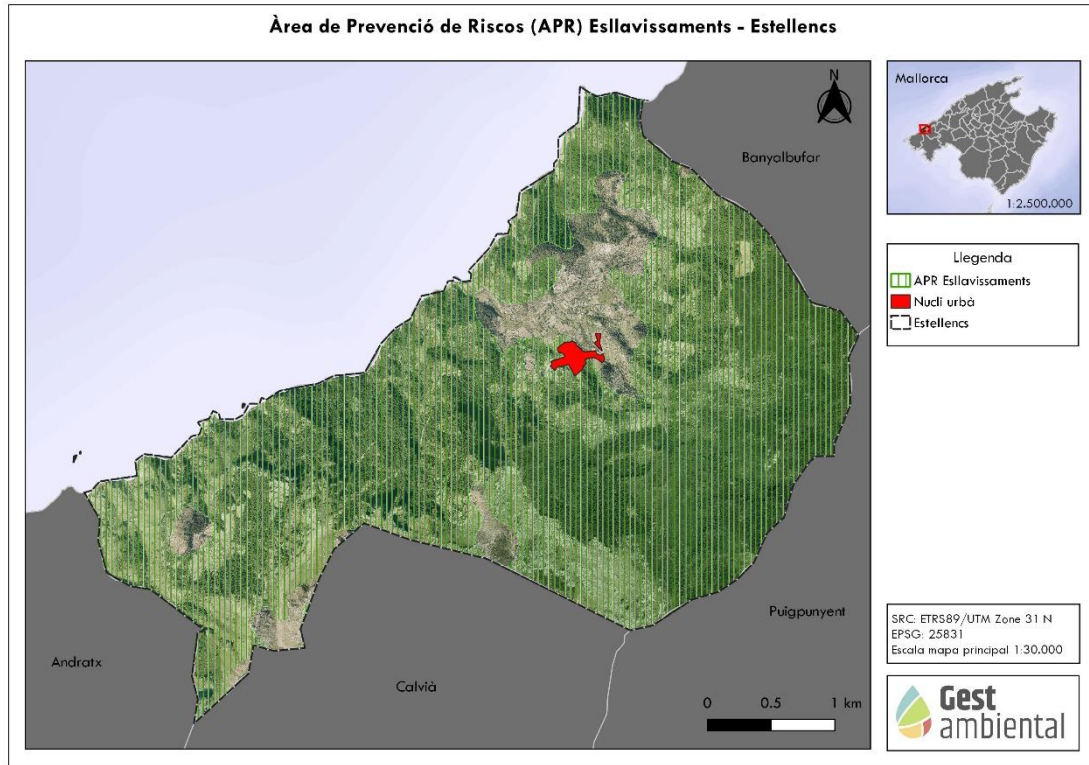 Àrea de Prevenció de Riscos (APR) Esllavissaments - Estellencs
N
Banyalbufar
Puigpunyent
Andratx
Calvià
0 0.5 1 km
Mallorca
1:2.500.000
Llegenda
APR Esllavissaments
Nucli urbà
Estellencs
SRC: ETRS89/UTM Zone 31 N
EPSG: 25831
Escala mapa principal 1:30.000
Gest
ambiental